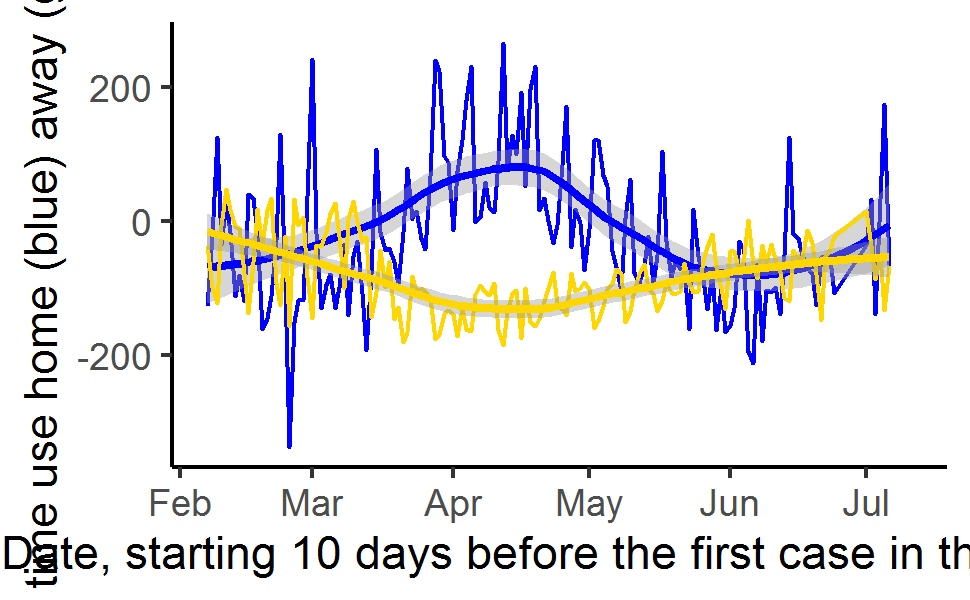 time use home (blue) away (
200
0
-200
Feb Mar Apr May Jun Jul
Date, starting 10 days before the first case in th